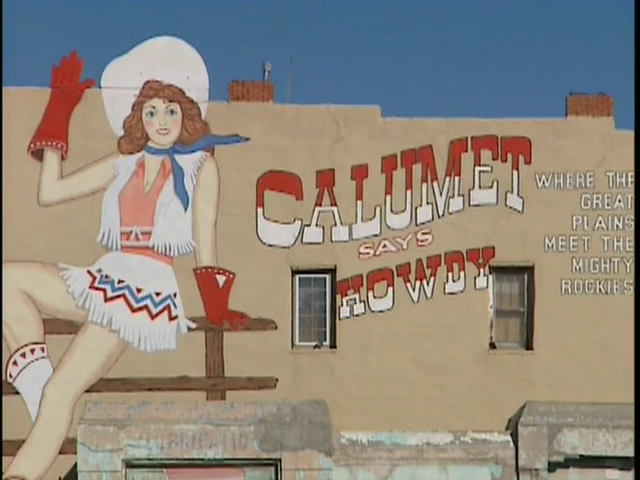 CALUMET
SAYS
HOWDY
WHERE THE
GREAT
PLAINS
MEET THE
MIGHTY
ROCKIES